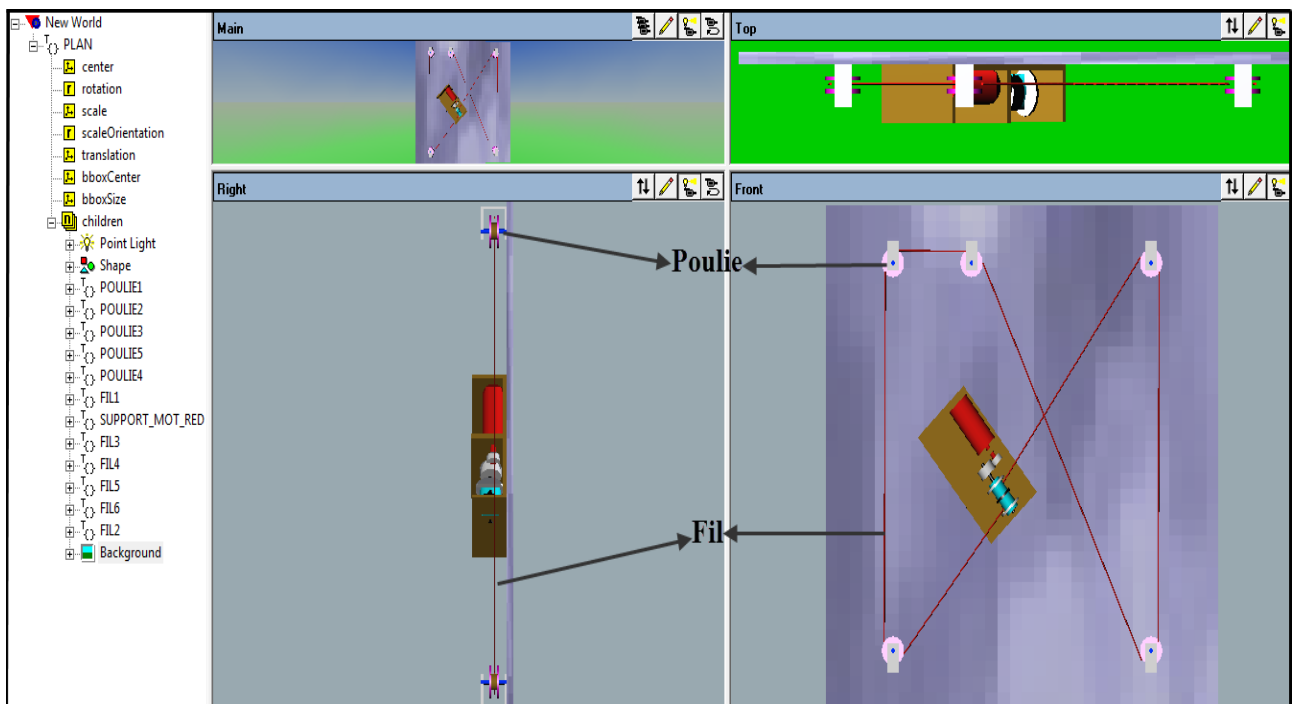 New World
PLAN
center
rotation
scale
scaleOrientation
translation
bboxCenter
bboxSize
children
Point Light
Shape
POULIE1
POULIE2
POULIE3
POULIE5
POULIE4
FIL1
SUPPORT_MOT_RED
FIL3
FIL4
FIL5
FIL6
FIL2
Background
Main
Top
Right
Front
Poulie
Fil